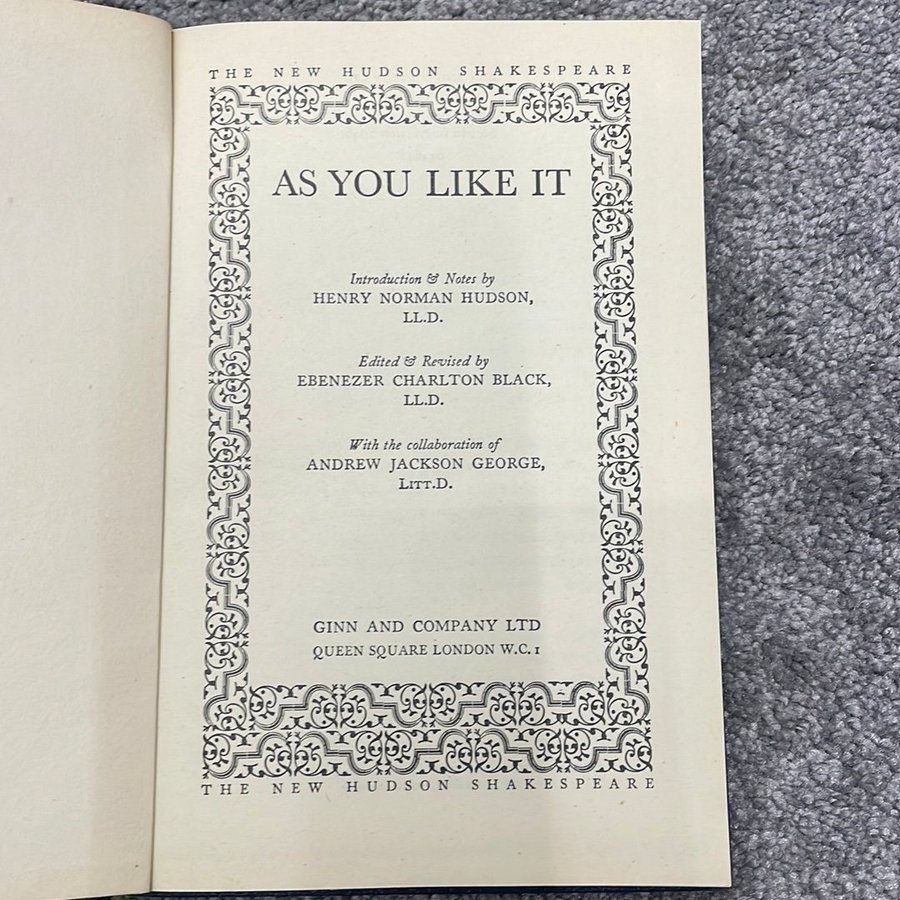 THE NEW HUDSON SHAKESPEARE
AS YOU LIKE IT
Introduction & Notes by
HENRY NORMAN HUDSON,
LL.D.
Edited & Revised by
EBENEZER CHARLTON BLACK,
LL.D.
With the collaboration of
ANDREW JACKSON GEORGE,
LITT.D.
GINN AND COMPANY LTD
QUEEN SQUARE LONDON W.C.1
THE NEW HUDSON SHAKESPEARE